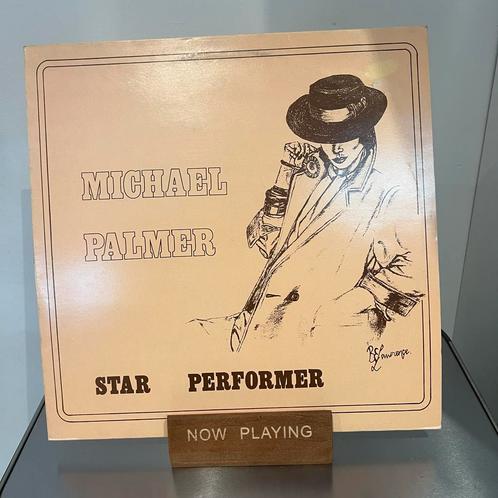 MICHAEL
PALMER
STAR PERFORMER
NOW PLAYING